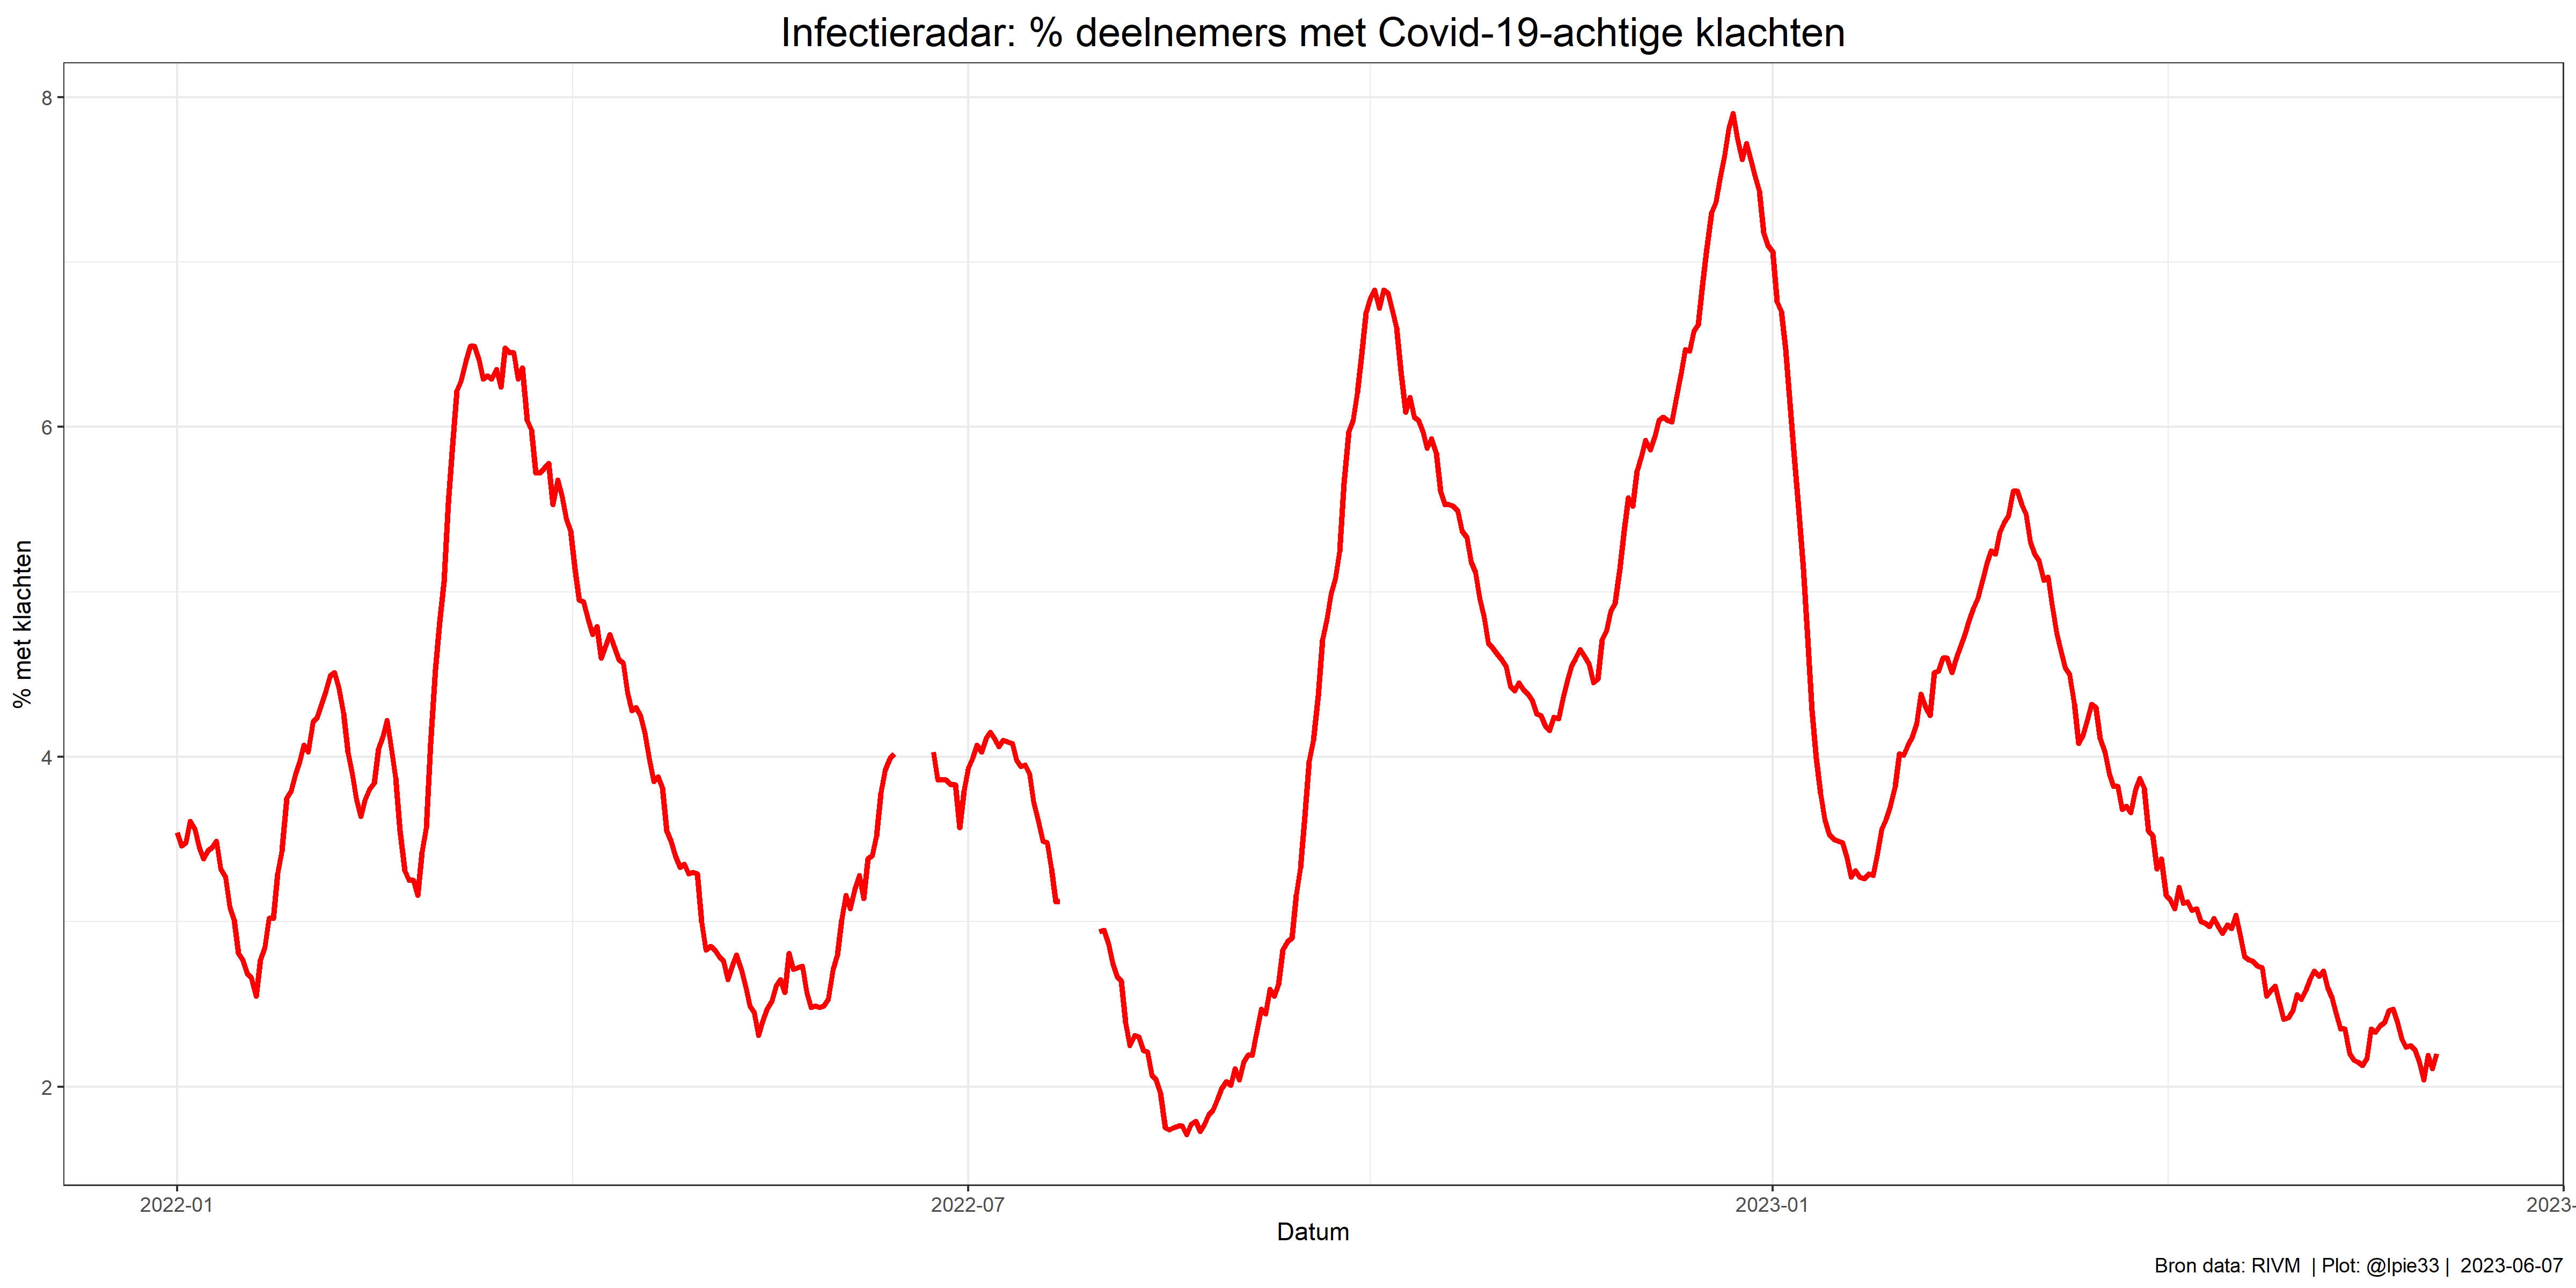 Infectieradar: % deelnemers met Covid-19-achtige klachten
8
6
4
2
% met klachten
2022-01
2022-07
2023-01
2023-
Datum
Bron data: RIVM | Plot: @lpie33 | 2023-06-07